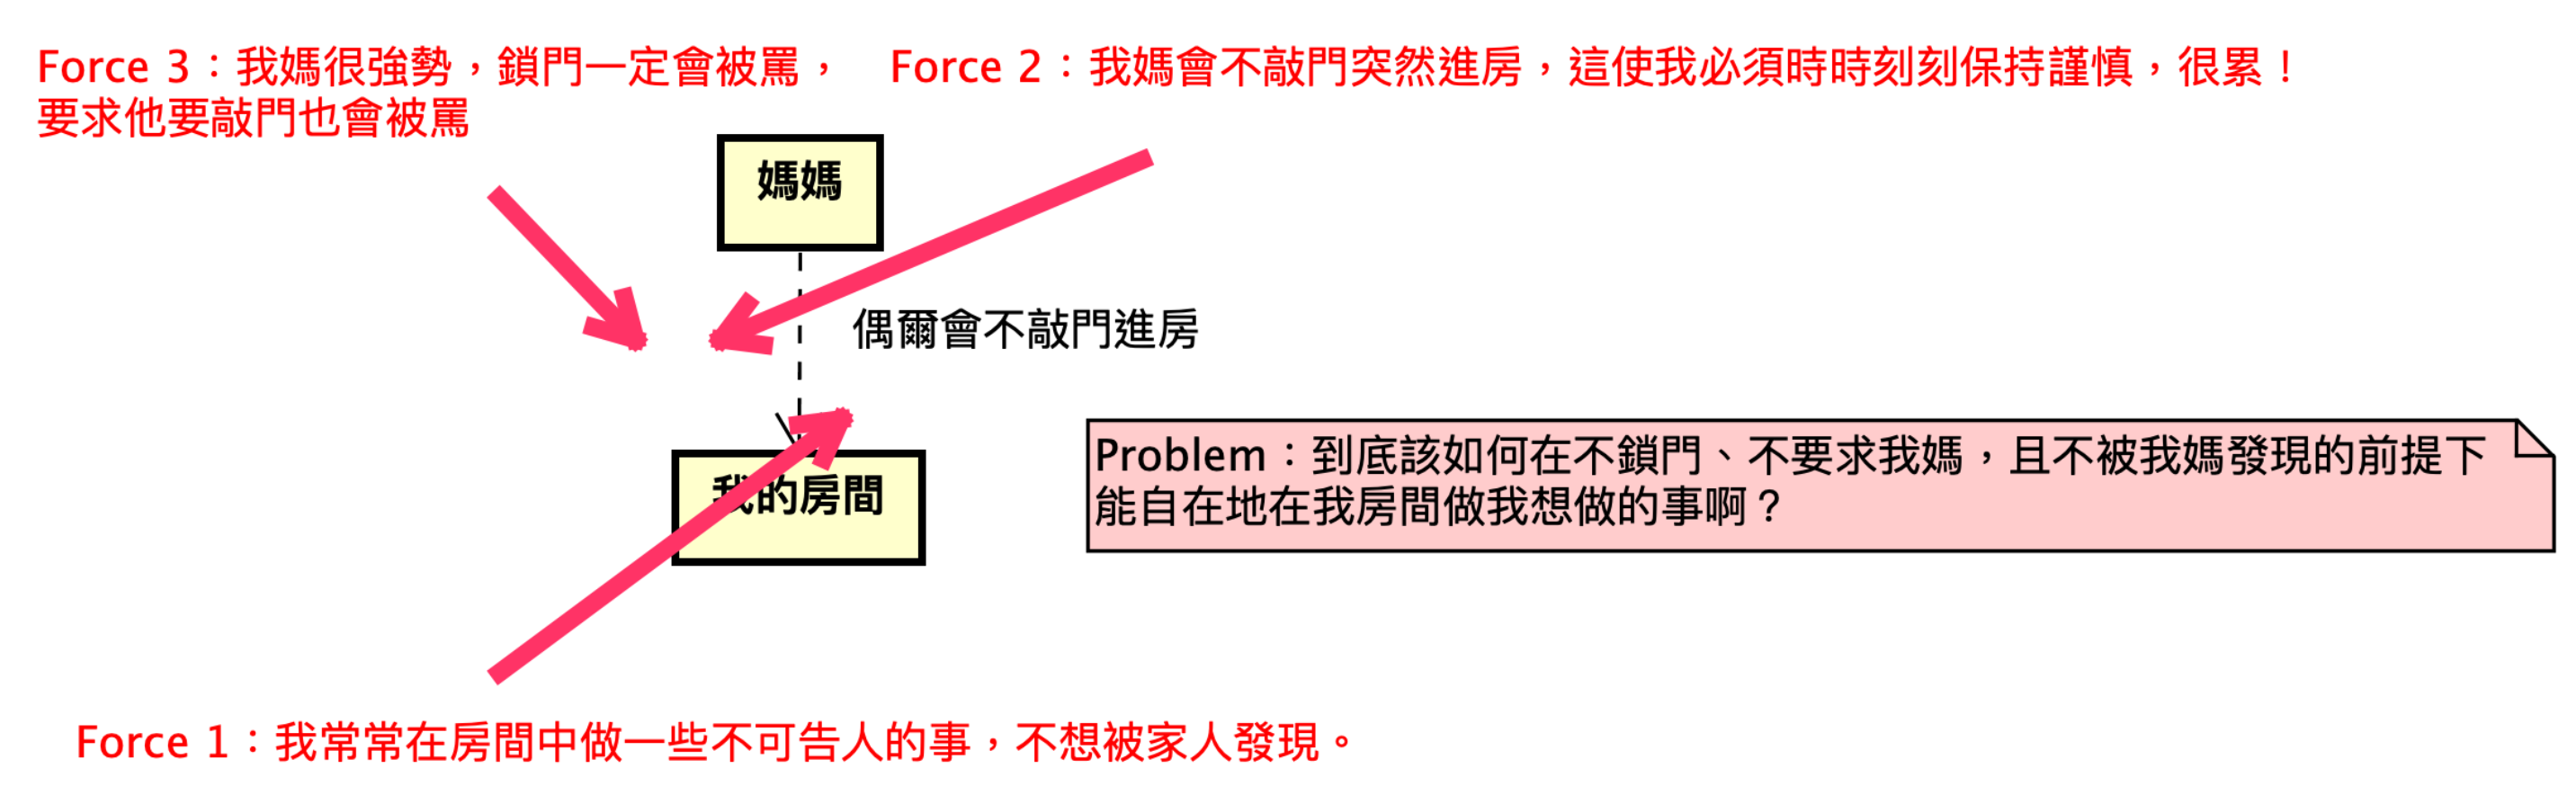 Force 3：我媽很強勢，鎖門一定會被罵，
要求他要敲門也會被罵
Force 2：我媽會不敲門突然進房，這使我必須時時刻刻保持謹慎，很累！
媽媽
偶爾會不敲門進房
我的房間
Problem：到底該如何在不鎖門、不要求我媽，且不被我媽發現的前提下
能自在地在我房間做我想做的事啊？
Force 1：我常常在房間中做一些不可告人的事，不想被家人發現。